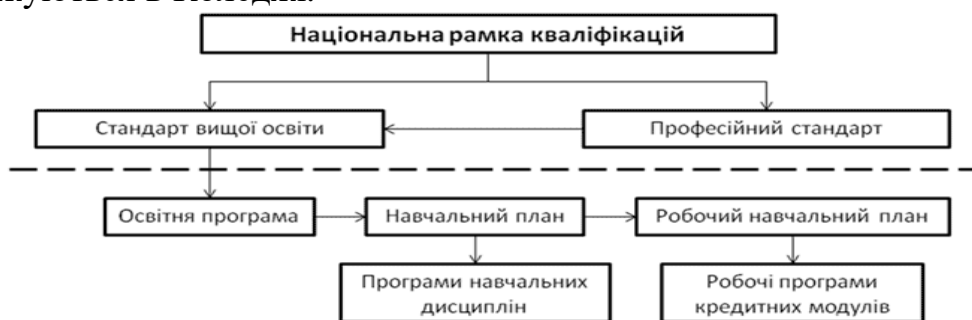 Національна рамка кваліфікацій
Стандарт вищої освіти
Професійний стандарт
Освітня програма
Навчальний план
Робочий навчальний план
Програми навчальних
дисциплін
Робочі програми
кредитних модулів